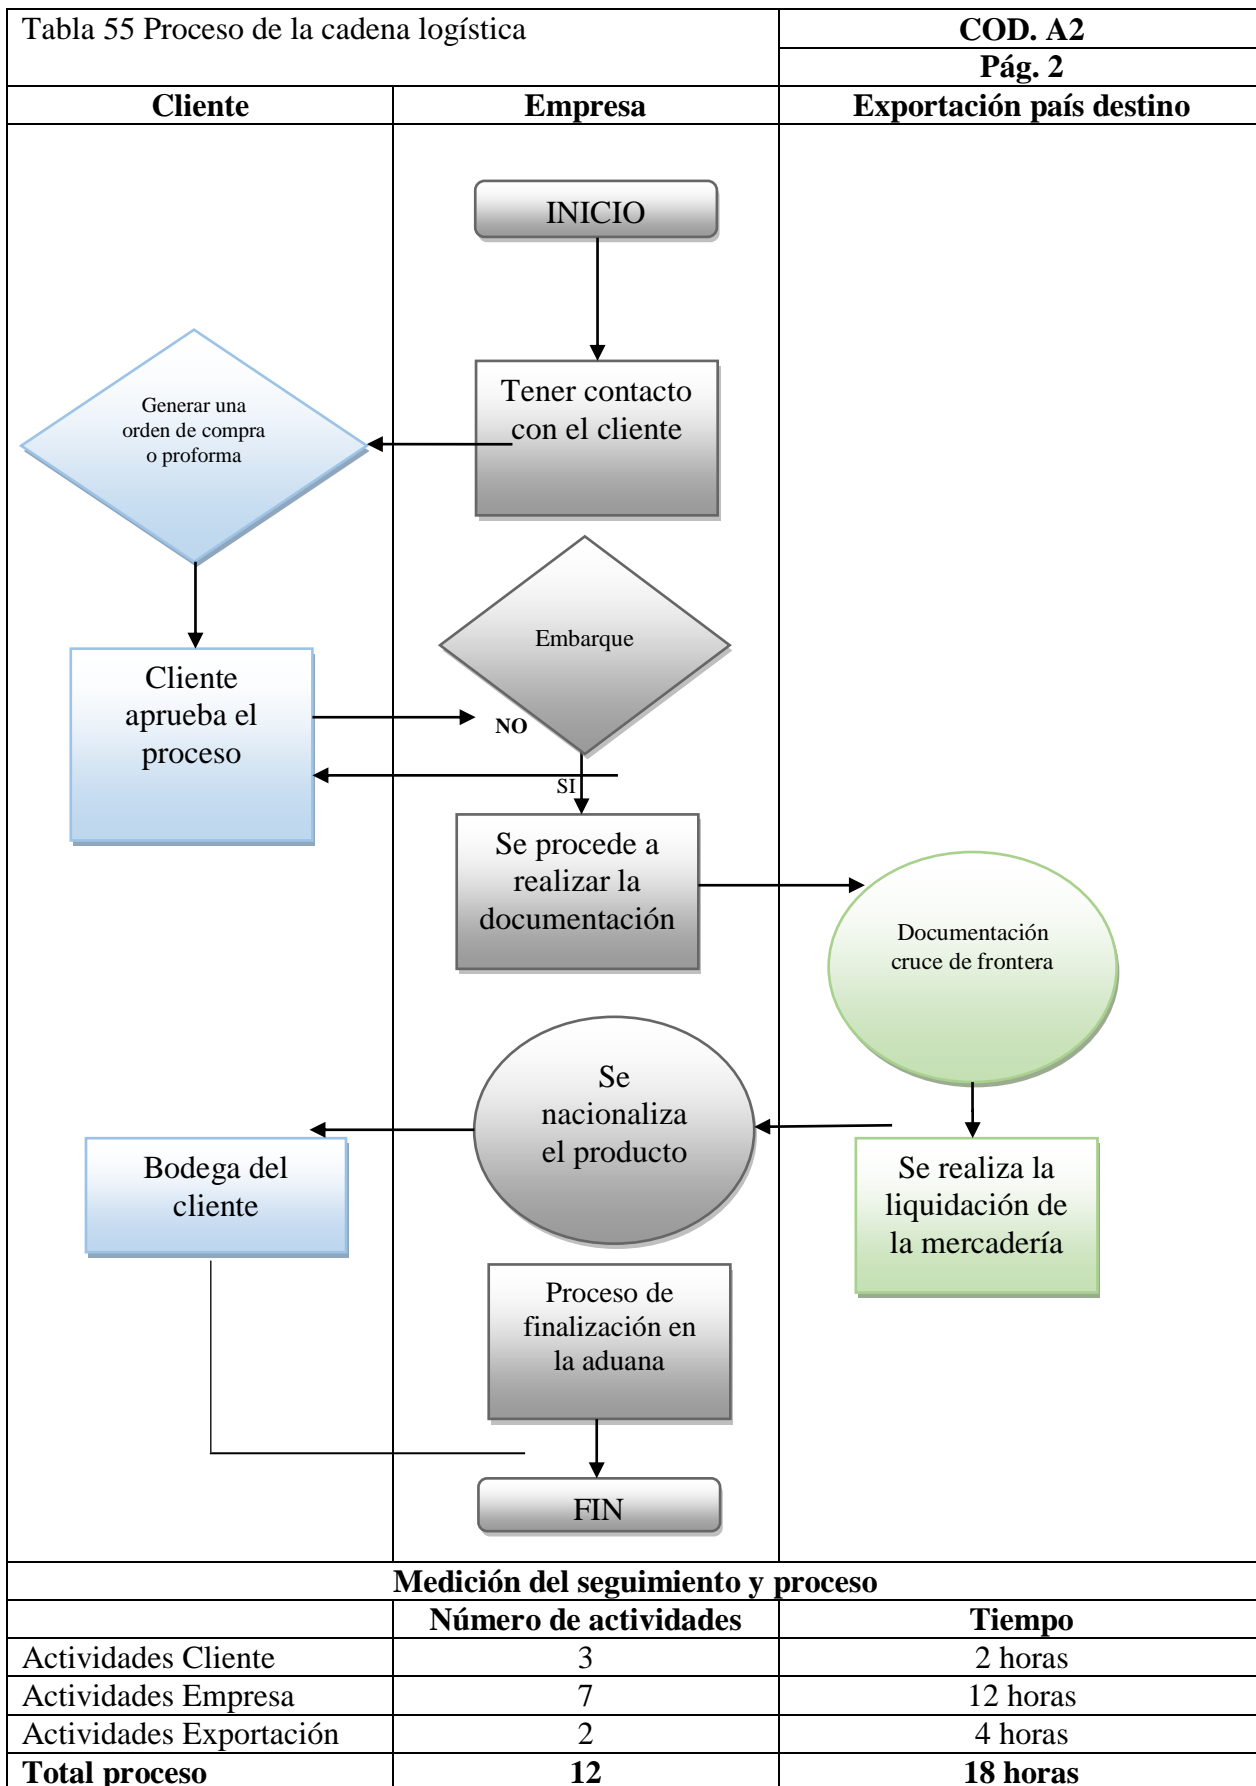 Tabla 55 Proceso de la cadena logística
COD. A2
Pág. 2
Cliente
Empresa
Exportación país destino
INICIO
Tener contacto
con el cliente
Generar una
orden de compra
o proforma
Embarque
Cliente
aprueba el
proceso
NO
SI
Se procede a
realizar la
documentación
Documentación
cruce de frontera
Se
nacionaliza
el producto
Bodega del
cliente
Se realiza la
liquidación de
la mercadería
Proceso de
finalización en
la aduana
FIN
Medición del seguimiento y proceso
Número de actividades
Tiempo
Actividades Cliente 3 2 horas
Actividades Empresa 7 12 horas
Actividades Exportación 2 4 horas
Total proceso 12 18 horas